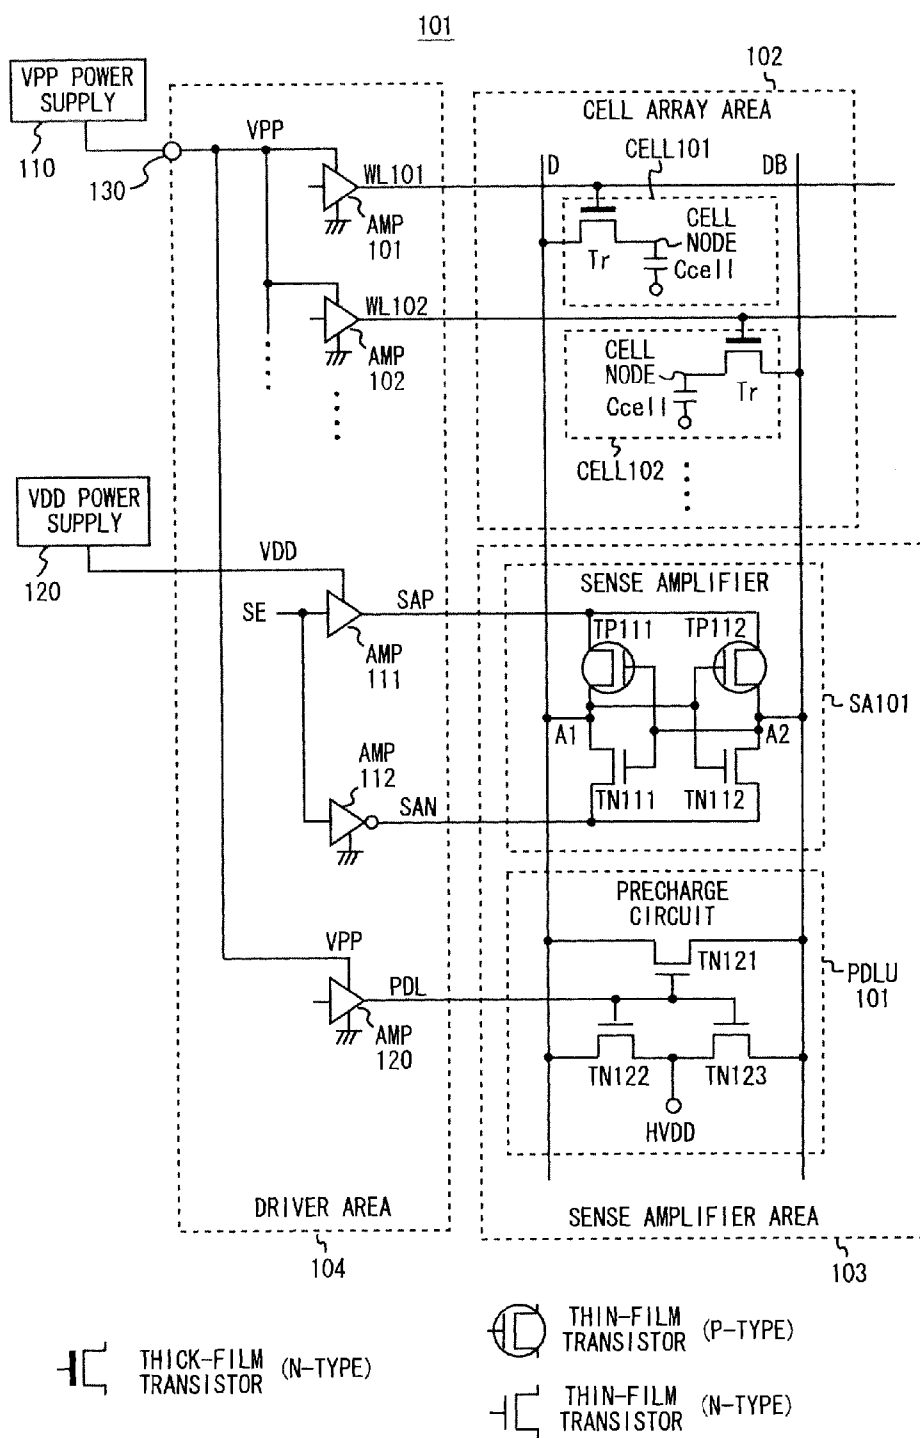 101
VPP POWER
SUPPLY
110
130
VPP
WL101
AMP
101
WL102
AMP
102
102
CELL ARRAY AREA
CELL101
D
DB
CELL
NODE
Tr
Ccell
CELL
NODE
Ccell
Tr
CELL102
VDD POWER
SUPPLY
120
VDD
SE
SAP
AMP
111
AMP
112
SAN
SENSE AMPLIFIER
TP111
TP112
A1
A2
TN111
TN112
SA101
VPP
PDL
AMP
120
PRECHARGE
CIRCUIT
TN121
TN122
TN123
HVDD
PDLU
101
DRIVER AREA
104
SENSE AMPLIFIER AREA
103
THICK-FILM
TRANSISTOR (N-TYPE)
THIN-FILM
TRANSISTOR (P-TYPE)
THIN-FILM
TRANSISTOR (N-TYPE)